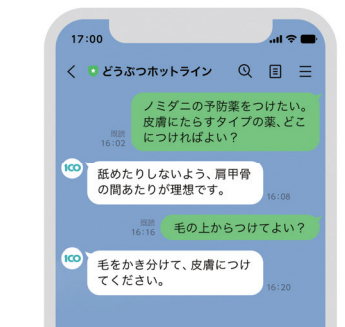 17:00
どうぶつホットライン
ノミダニの予防薬をつけたい。
皮膚にたらすタイプの薬、どこ
につければよい？
既読
16:02
100
舐めたりしないよう、肩甲骨
の間あたりが理想です。
16:08
既読
16:16
毛の上からつけてよい？
100
毛をかき分けて、皮膚につけ
てください。
16:20